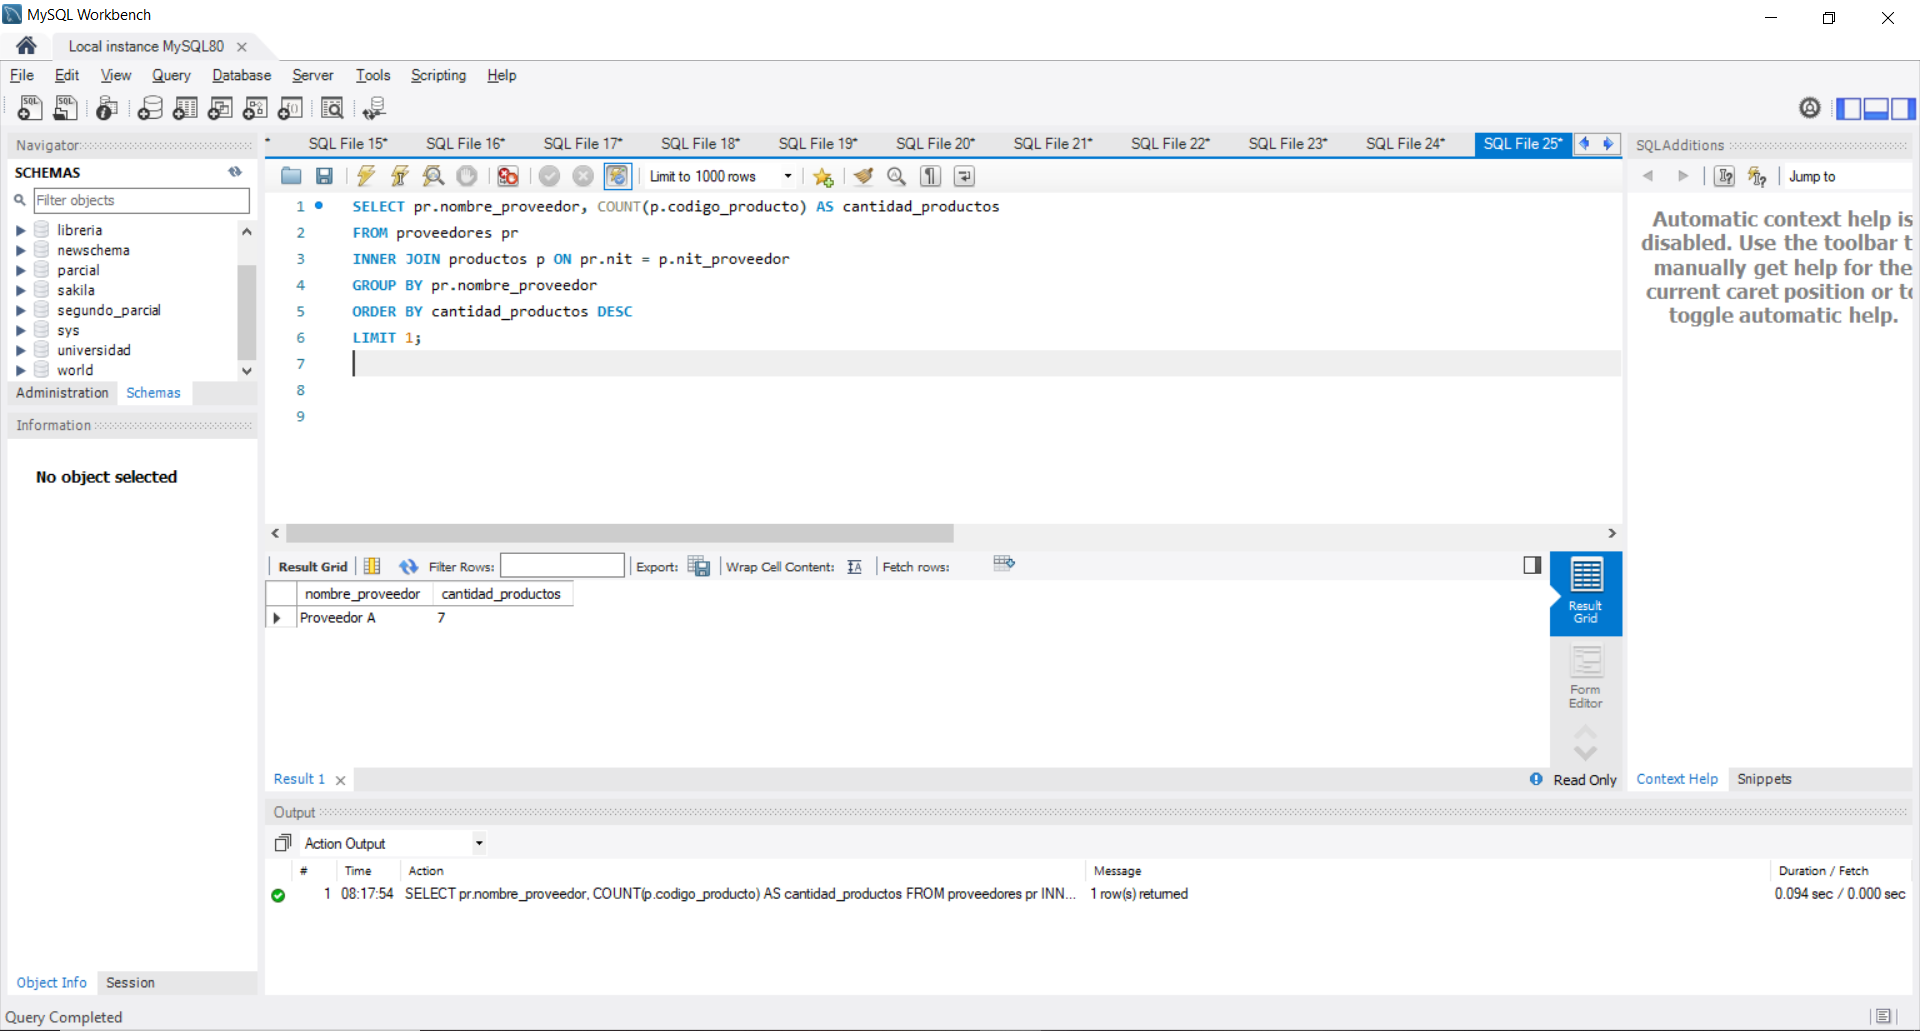 MySQL Workbench
Local instance MySQL80
File Edit View Query Database Server Tools Scripting Help
Navigator
SCHEMAS
Filter objects
libreria
newschema
parcial
sakila
segundo_parcial
sys
universidad
world
Administration Schemas
Information
No object selected
Object Info Session
Query Completed
* SQL File 15* SQL File 16* SQL File 17* SQL File 18* SQL File 19* SQL File 20* SQL File 21* SQL File 22* SQL File 23* SQL File 24* SQL File 25*
Limit to 1000 rows
1 SELECT pr.nombre_proveedor, COUNT(p.codigo_producto) AS cantidad_productos
2 FROM proveedores pr
3 INNER JOIN productos p ON pr.nit = p.nit_proveedor
4 GROUP BY pr.nombre_proveedor
5 ORDER BY cantidad_productos DESC
6 LIMIT 1;
7
8
9
Result Grid Filter Rows: Export: Wrap Cell Content: Fetch rows:
nombre_proveedor cantidad_productos
Proveedor A 7
Result
Grid
Form
Editor
Result 1
Read Only
SQLAdditions
Jump to
Automatic context help is
disabled. Use the toolbar t
manually get help for the
current caret position or to
toggle automatic help.
Context Help Snippets
Output
Action Output
# Time Action Message Duration / Fetch
1 08:17:54 SELECT pr.nombre_proveedor, COUNT(p.codigo_producto) AS cantidad_productos FROM proveedores pr INN... 1 row(s) returned 0.094 sec / 0.000 sec